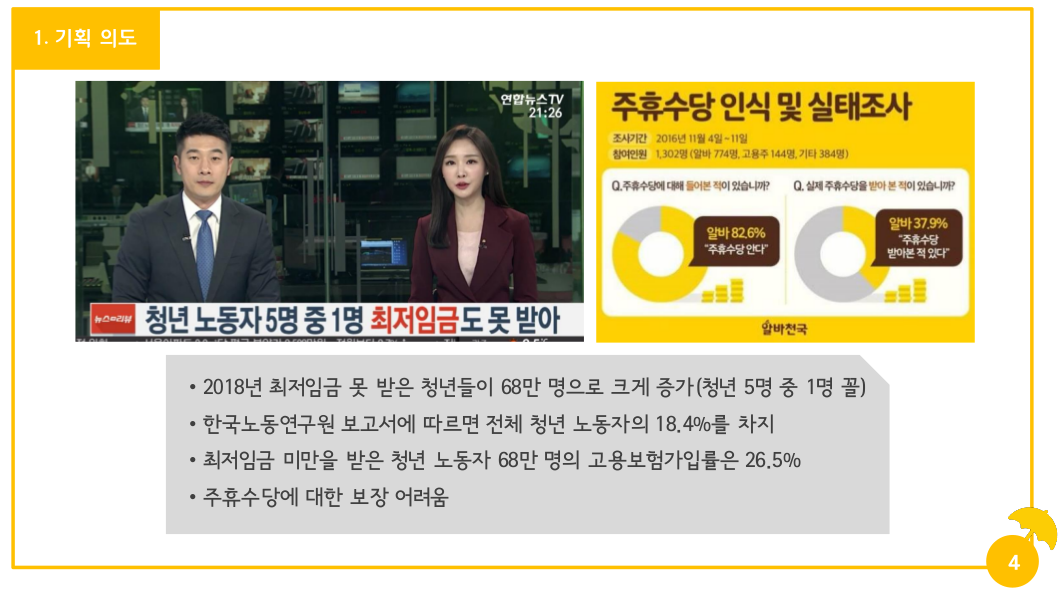 1. 기획 의도
연합뉴스TV
21:26
뉴스리뷰
청년 노동자 5명 중 1명 최저임금도 못 받아
주휴수당 인식 및 실태조사
조사기간 2016년 11월 4일~11일
참여인원 1,302명 (알바 774명, 고용주 144명, 기타 384명)
Q.주휴수당에 대해 들어본 적이 있습니까?
알바 82.6%
"주휴수당 안다"
Q. 실제 주휴수당을 받아 본 적이 있습니까?
알바 37.9%
"주휴수당
받아본 적 있다"
알바천국
• 2018년 최저임금 못 받은 청년들이 68만 명으로 크게 증가(청년 5명 중 1명 꼴)
• 한국노동연구원 보고서에 따르면 전체 청년 노동자의 18.4%를 차지
• 최저임금 미만을 받은 청년 노동자 68만 명의 고용보험가입률은 26.5%
• 주휴수당에 대한 보장 어려움
4